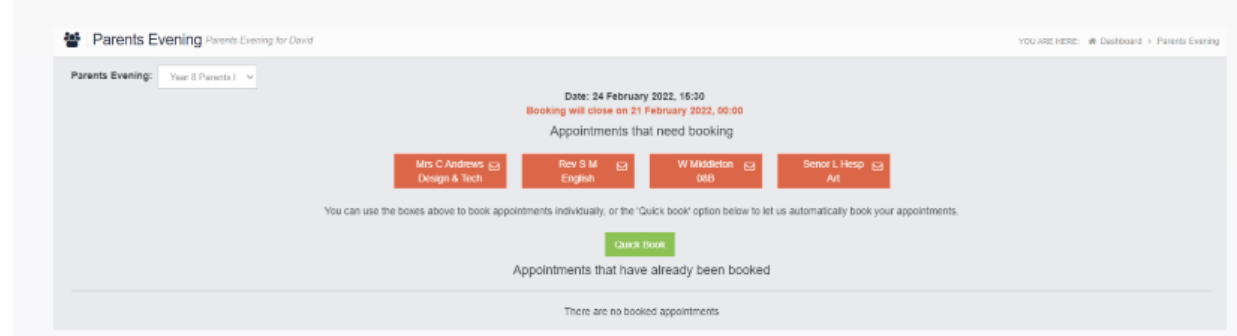 Parents Evening Parents Evening for David
YOU ARE HERE: Dashboard > Parents Evening
Parents Evening: Year 8 Parents
Date: 24 February 2022, 15:30
Booking will close on 21 February 2022, 00:00
Appointments that need booking
Mrs C Andrews
Design & Tech
Rev S M
English
W Middleton
08B
Senor L Hesp
Art
You can use the boxes above to book appointments individually, or the 'Quick book' option below to let us automatically book your appointments.
Quick Book
Appointments that have already been booked
There are no booked appointments